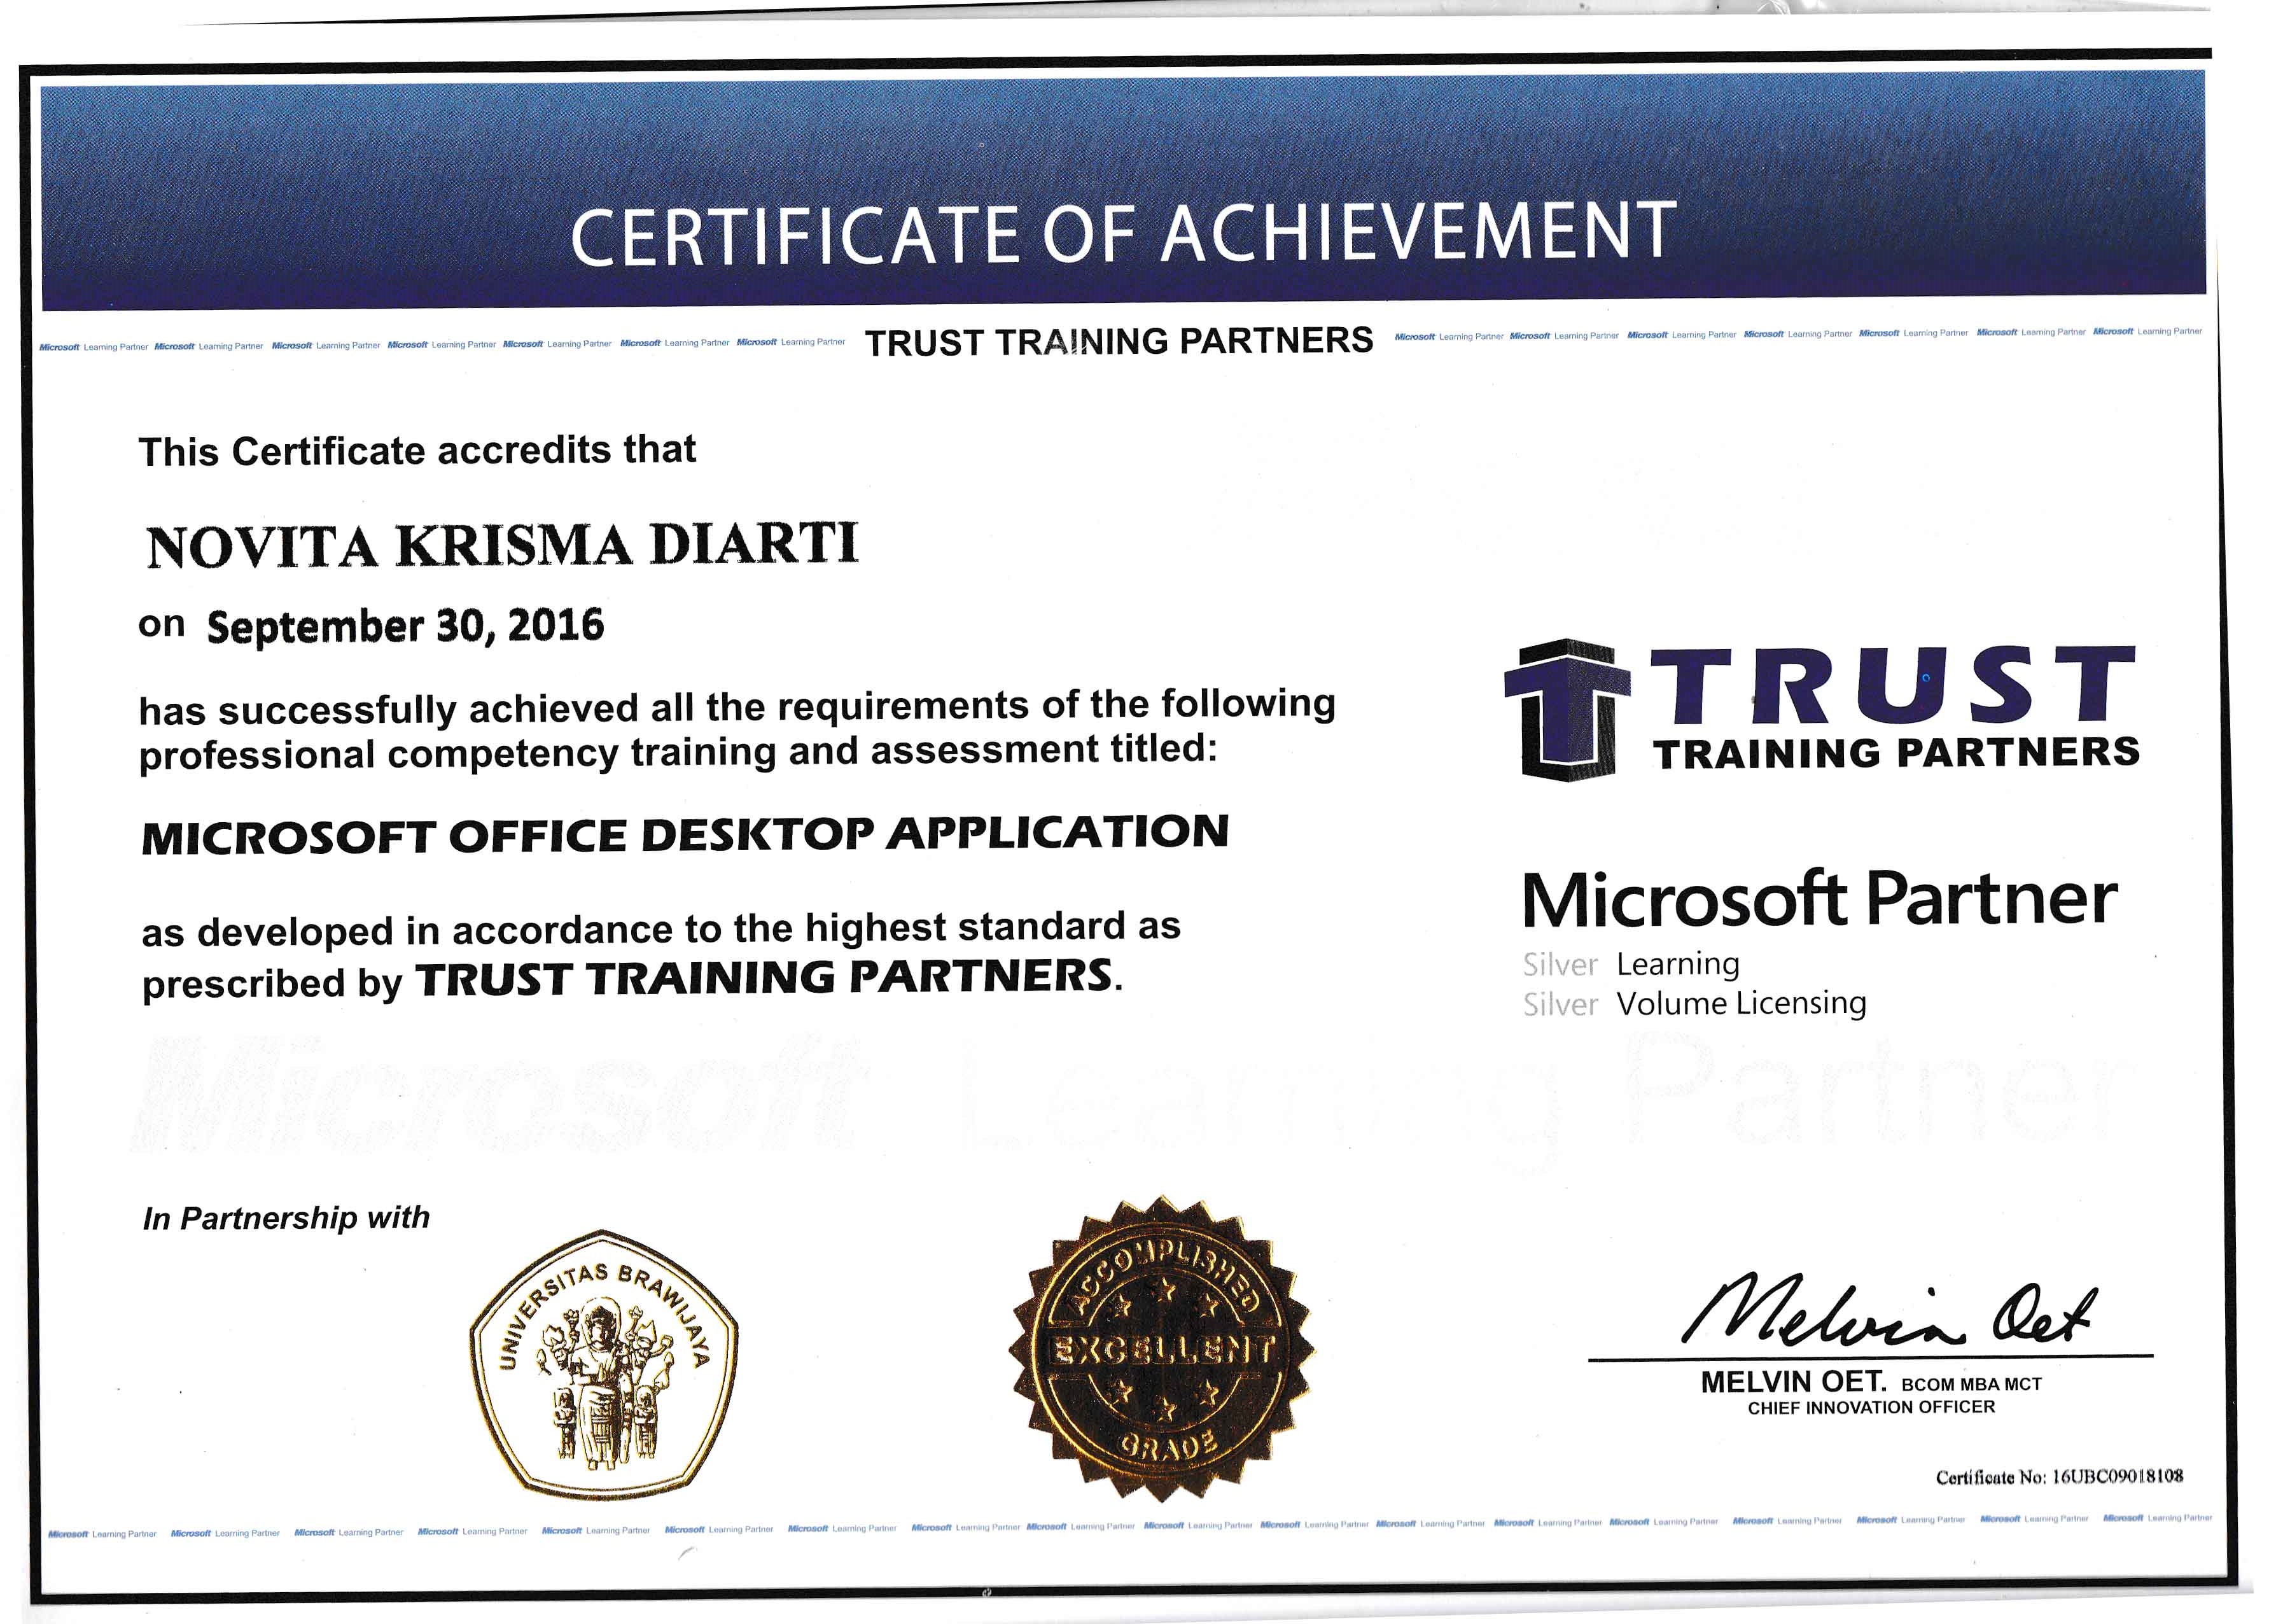 CERTIFICATE OF ACHIEVEMENT
Microsoft Learning Partner Microsoft Learning Partner Microsoft Learning Partner Microsoft Learning Partner Microsoft Learning Partner Microsoft Learning Partner Microsoft Learning Partner TRUST TRAINING PARTNERS Microsoft Learning Partner Microsoft Learning Partner Microsoft Learning Partner Microsoft Learning Partner Microsoft Learning Partner Microsoft Learning Partner Microsoft Learning Partner
This Certificate accredits that
NOVITA KRISMA DIARTI
on September 30, 2016
has successfully achieved all the requirements of the following
professional competency training and assessment titled:
MICROSOFT OFFICE DESKTOP APPLICATION
as developed in accordance to the highest standard as
prescribed by TRUST TRAINING PARTNERS.
TRUST
TRAINING PARTNERS
Microsoft Partner
Silver Learning
Silver Volume Licensing
Microsoft Learning Partner
In Partnership with
UNIVERSITAS BRAWIJAYA
ACCOMPLISHED
EXCELLENT
GRADE
Melvin Oet
MELVIN OET. BCOM MBA MCT
CHIEF INNOVATION OFFICER
Certificate No: 16UBC09018108
Microsoft Learning Partner Microsoft Learning Partner Microsoft Learning Partner Microsoft Learning Partner Microsoft Learning Partner Microsoft Learning Partner Microsoft Learning Partner Microsoft Learning Partner Microsoft Learning Partner Microsoft Learning Partner Microsoft Learning Partner Microsoft Learning Partner Microsoft Learning Partner Microsoft Learning Partner Microsoft Learning Partner Microsoft Learning Partner Microsoft Learning Partner Microsoft Learning Partner